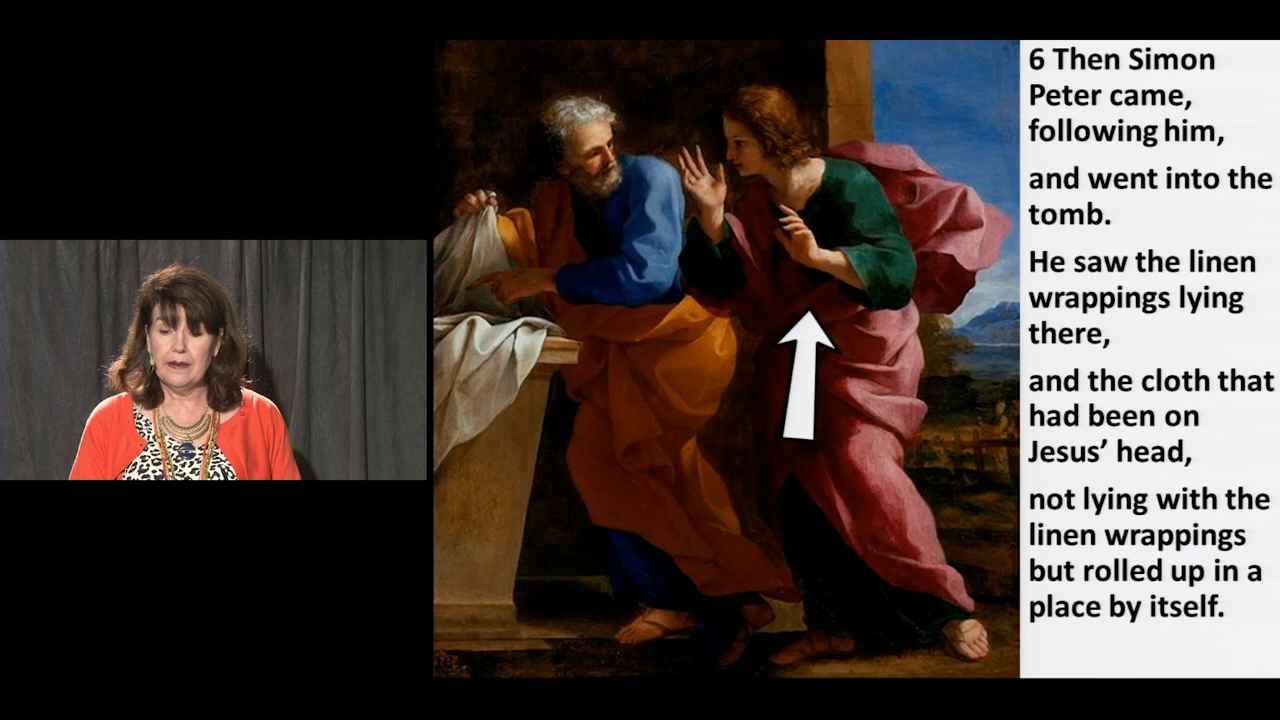 6 Then Simon
Peter came,
following him,
and went into the
tomb.
He saw the linen
wrappings lying
there,
and the cloth that
had been on
Jesus’ head,
not lying with the
linen wrappings
but rolled up in a
place by itself.